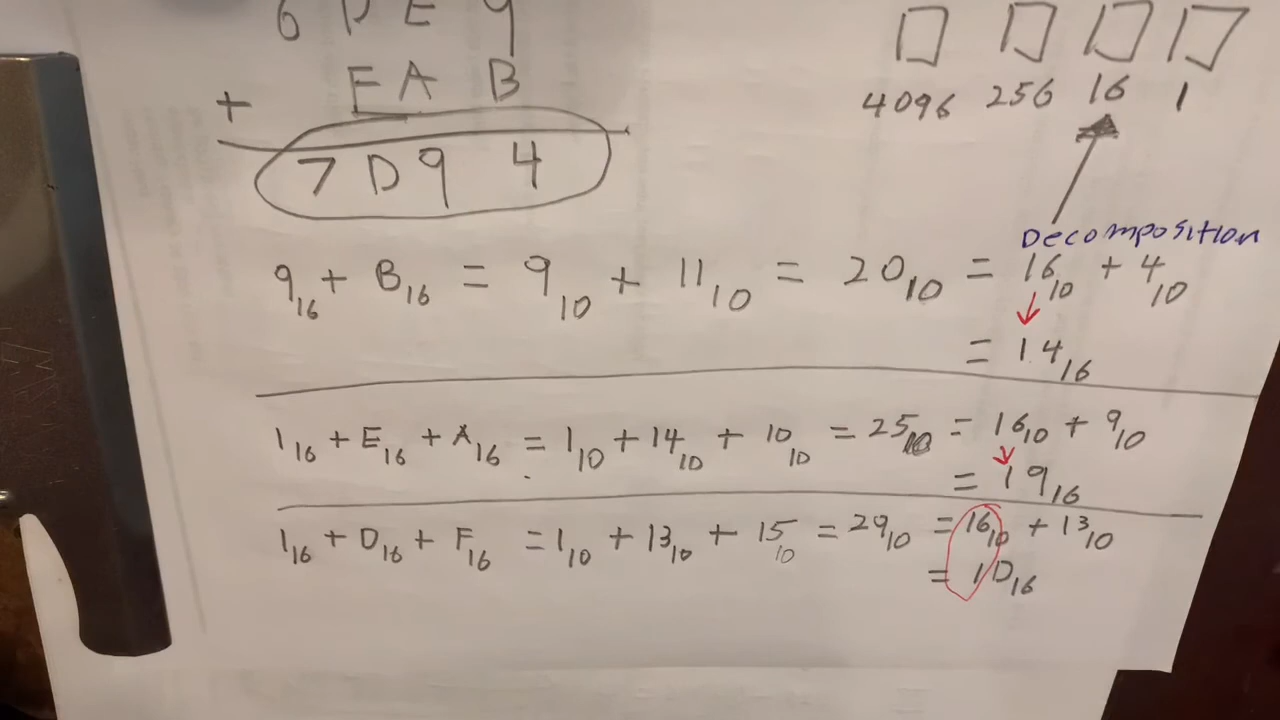 6 D E 9
+ F A B
7 D 9 4
4096 256 16 1
Decomposition
9₁₆ + B₁₆ = 9₁₀ + 11₁₀ = 20₁₀ = 16₁₀ + 4₁₀
= 14₁₆
1₁₆ + E₁₆ + A₁₆ = 1₁₀ + 14₁₀ + 10₁₀ = 25₁₀ = 16₁₀ + 9₁₀
= 19₁₆
1₁₆ + D₁₆ + F₁₆ = 1₁₀ + 13₁₀ + 15₁₀ = 29₁₀ = 16₁₀ + 13₁₀
= 1D₁₆